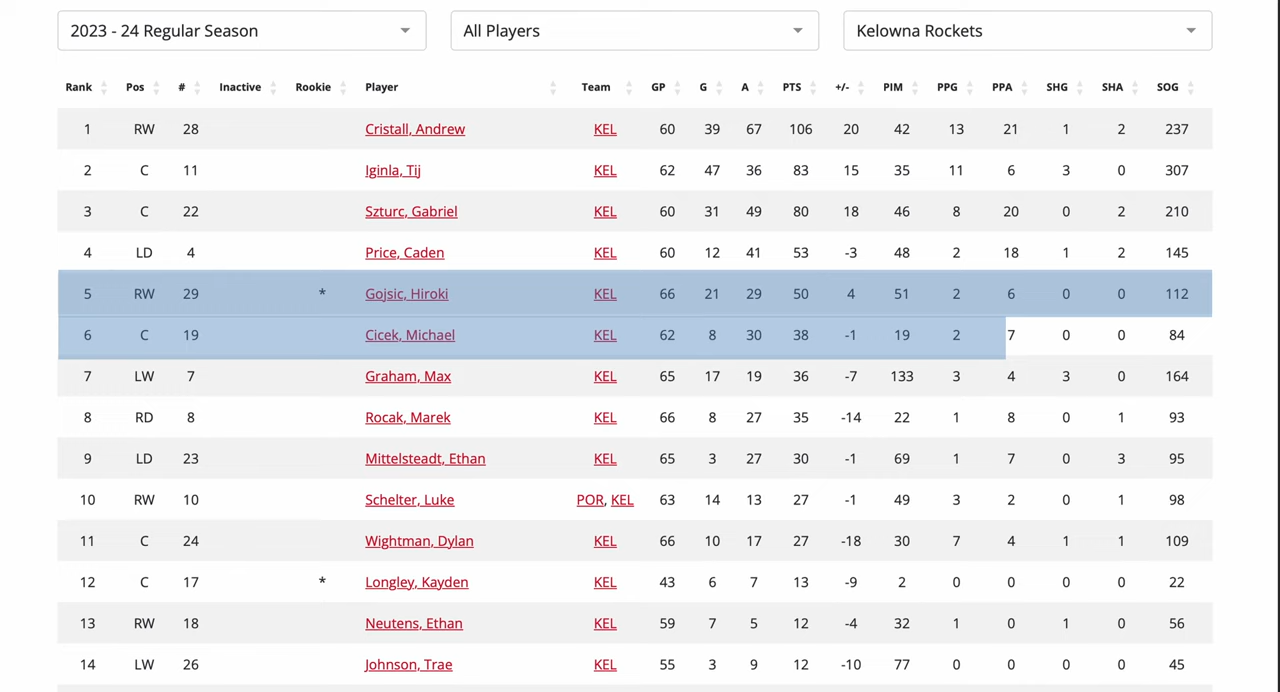 2023 - 24 Regular Season All Players Kelowna Rockets
Rank Pos # Inactive Rookie Player Team GP G A PTS +/- PIM PPG PPA SHG SHA SOG
1 RW 28 Cristall, Andrew KEL 60 39 67 106 20 42 13 21 1 2 237
2 C 11 Iginla, Tij KEL 62 47 36 83 15 35 11 6 3 0 307
3 C 22 Szturc, Gabriel KEL 60 31 49 80 18 46 8 20 0 2 210
4 LD 4 Price, Caden KEL 60 12 41 53 -3 48 2 18 1 2 145
5 RW 29 * Gojsic, Hiroki KEL 66 21 29 50 4 51 2 6 0 0 112
6 C 19 Cicek, Michael KEL 62 8 30 38 -1 19 2 7 0 0 84
7 LW 7 Graham, Max KEL 65 17 19 36 -7 133 3 4 3 0 164
8 RD 8 Rocak, Marek KEL 66 8 27 35 -14 22 1 8 0 1 93
9 LD 23 Mittelsteadt, Ethan KEL 65 3 27 30 -1 69 1 7 0 3 95
10 RW 10 Schelter, Luke POR, KEL 63 14 13 27 -1 49 3 2 0 1 98
11 C 24 Wightman, Dylan KEL 66 10 17 27 -18 30 7 4 1 1 109
12 C 17 * Longley, Kayden KEL 43 6 7 13 -9 2 0 0 0 0 22
13 RW 18 Neutens, Ethan KEL 59 7 5 12 -4 32 1 0 1 0 56
14 LW 26 Johnson, Trae KEL 55 3 9 12 -10 77 0 0 0 0 45